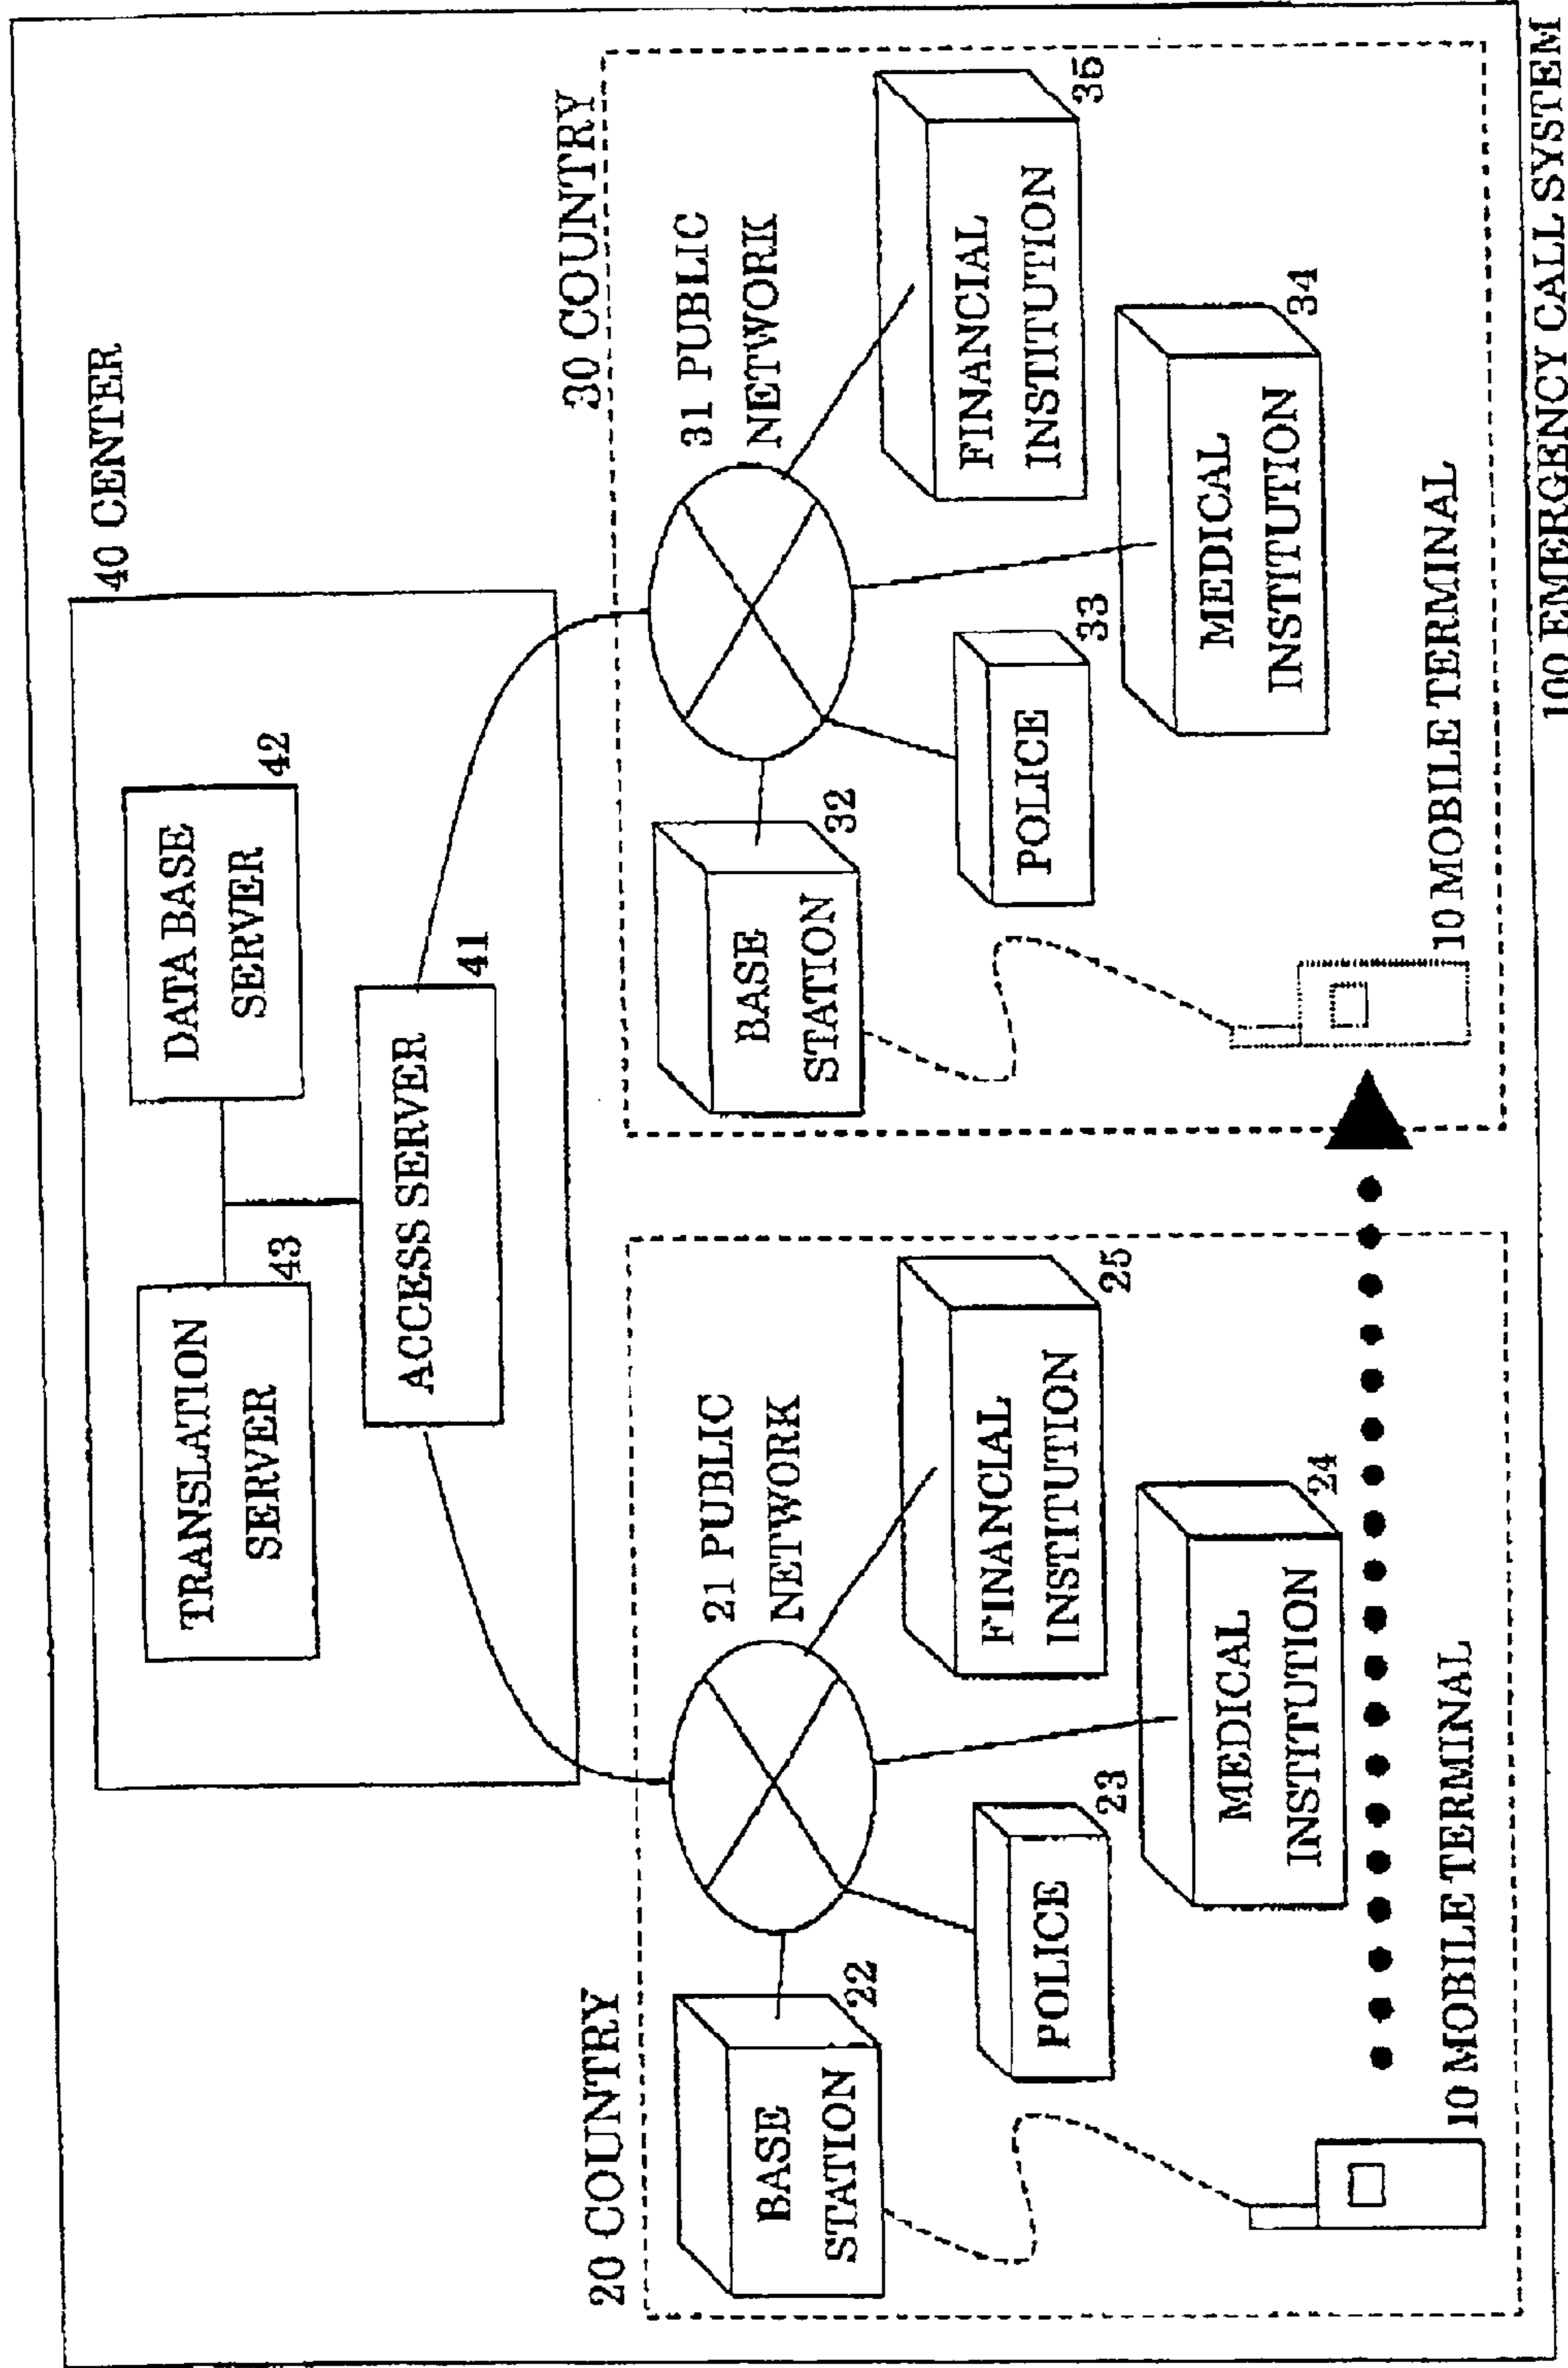 40 CENTER
TRANSLATION
SERVER
43
DATA BASE
SERVER
42
ACCESS SERVER
41
20 COUNTRY
21 PUBLIC
NETWORK
BASE
STATION
22
POLICE
23
FINANCIAL
INSTITUTION
25
MEDICAL
INSTITUTION
24
10 MOBILE TERMINAL
30 COUNTRY
31 PUBLIC
NETWORK
BASE
STATION
32
POLICE
33
FINANCIAL
INSTITUTION
35
MEDICAL
INSTITUTION
34
10 MOBILE TERMINAL
100 EMERGENCY CALL SYSTEM